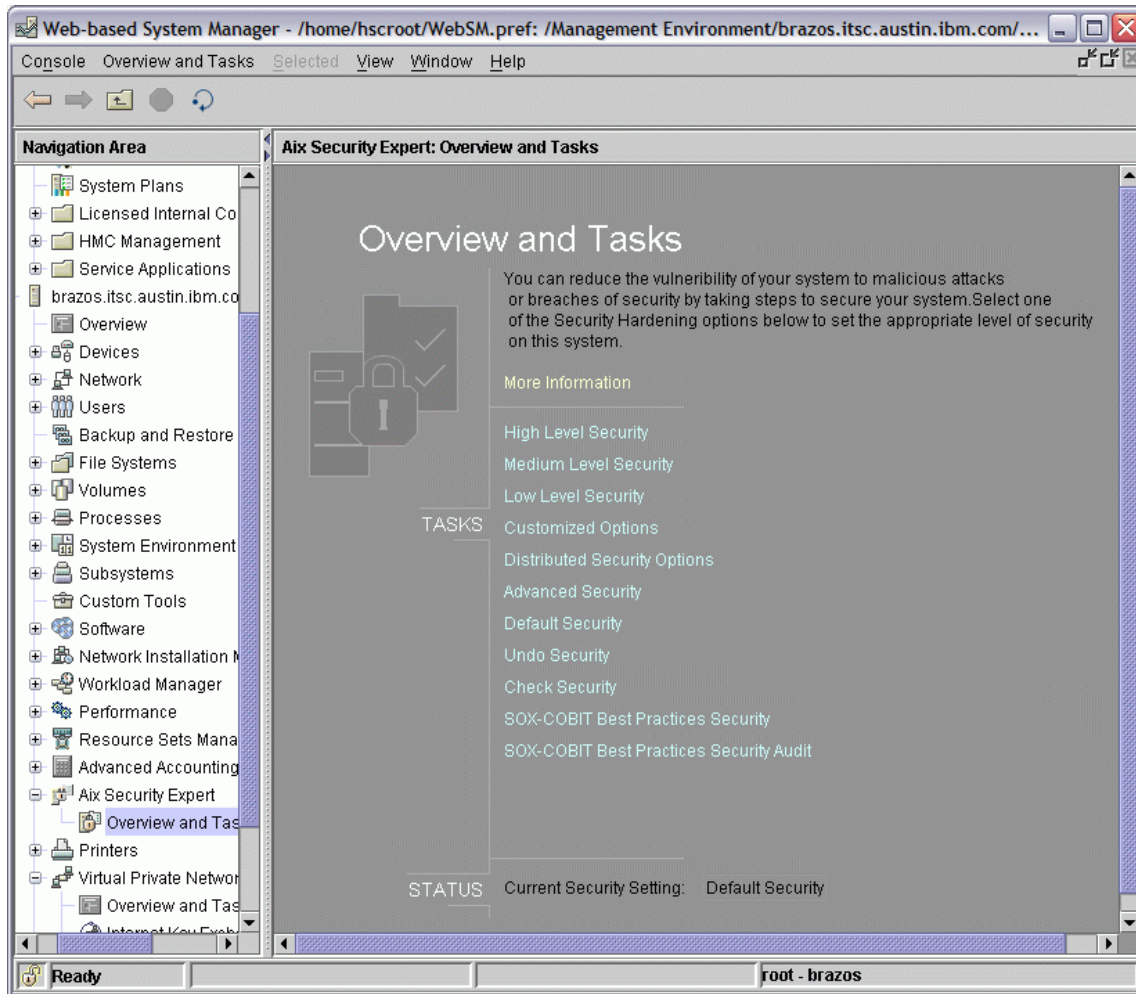 Web-based System Manager - /home/hscroot/WebSM.pref: /Management Environment/brazos.itsc.austin.ibm.com/...
Console Overview and Tasks Selected View Window Help
Navigation Area
System Plans
Licensed Internal Co
HMC Management
Service Applications
brazos.itsc.austin.ibm.co
Overview
Devices
Network
Users
Backup and Restore
File Systems
Volumes
Processes
System Environment
Subsystems
Custom Tools
Software
Network Installation M
Workload Manager
Performance
Resource Sets Mana
Advanced Accounting
Aix Security Expert
Overview and Tas
Printers
Virtual Private Networ
Overview and Tas
Internet Key Exch
Aix Security Expert: Overview and Tasks
Overview and Tasks
You can reduce the vulneribility of your system to malicious attacks
or breaches of security by taking steps to secure your system.Select one
of the Security Hardening options below to set the appropriate level of security
on this system.
More Information
TASKS
High Level Security
Medium Level Security
Low Level Security
Customized Options
Distributed Security Options
Advanced Security
Default Security
Undo Security
Check Security
SOX-COBIT Best Practices Security
SOX-COBIT Best Practices Security Audit
STATUS Current Security Setting: Default Security
Ready
root - brazos